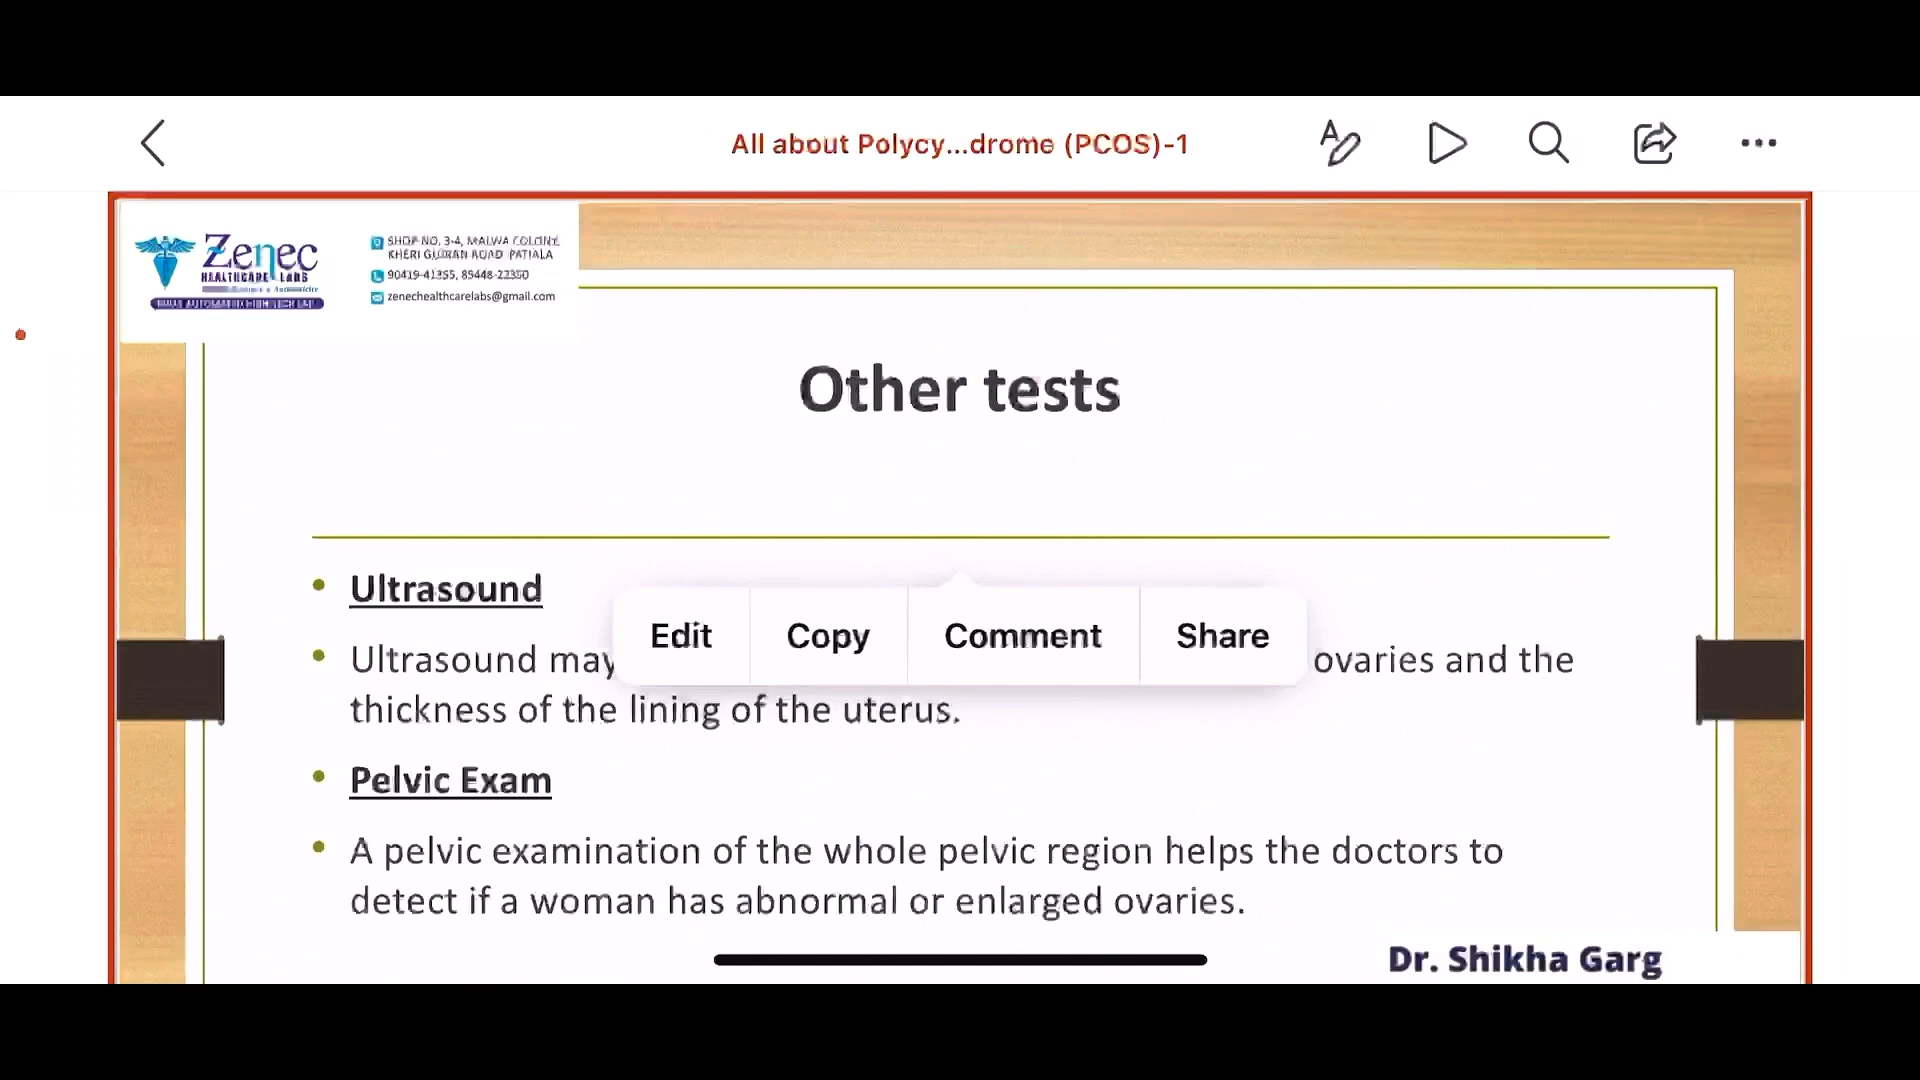 All about Polycy...drome (PCOS)-1
Zenec
HEALTHCARE LABS
SHOP NO. 3-4, MALWA COLONY,
KHERI GUJRAN ROAD PATIALA
90419-41355, 85448-22350
zenechealthcarelabs@gmail.com
Other tests
• Ultrasound
Edit Copy Comment Share
• Ultrasound may ovaries and the
thickness of the lining of the uterus.
• Pelvic Exam
• A pelvic examination of the whole pelvic region helps the doctors to
detect if a woman has abnormal or enlarged ovaries.
Dr. Shikha Garg